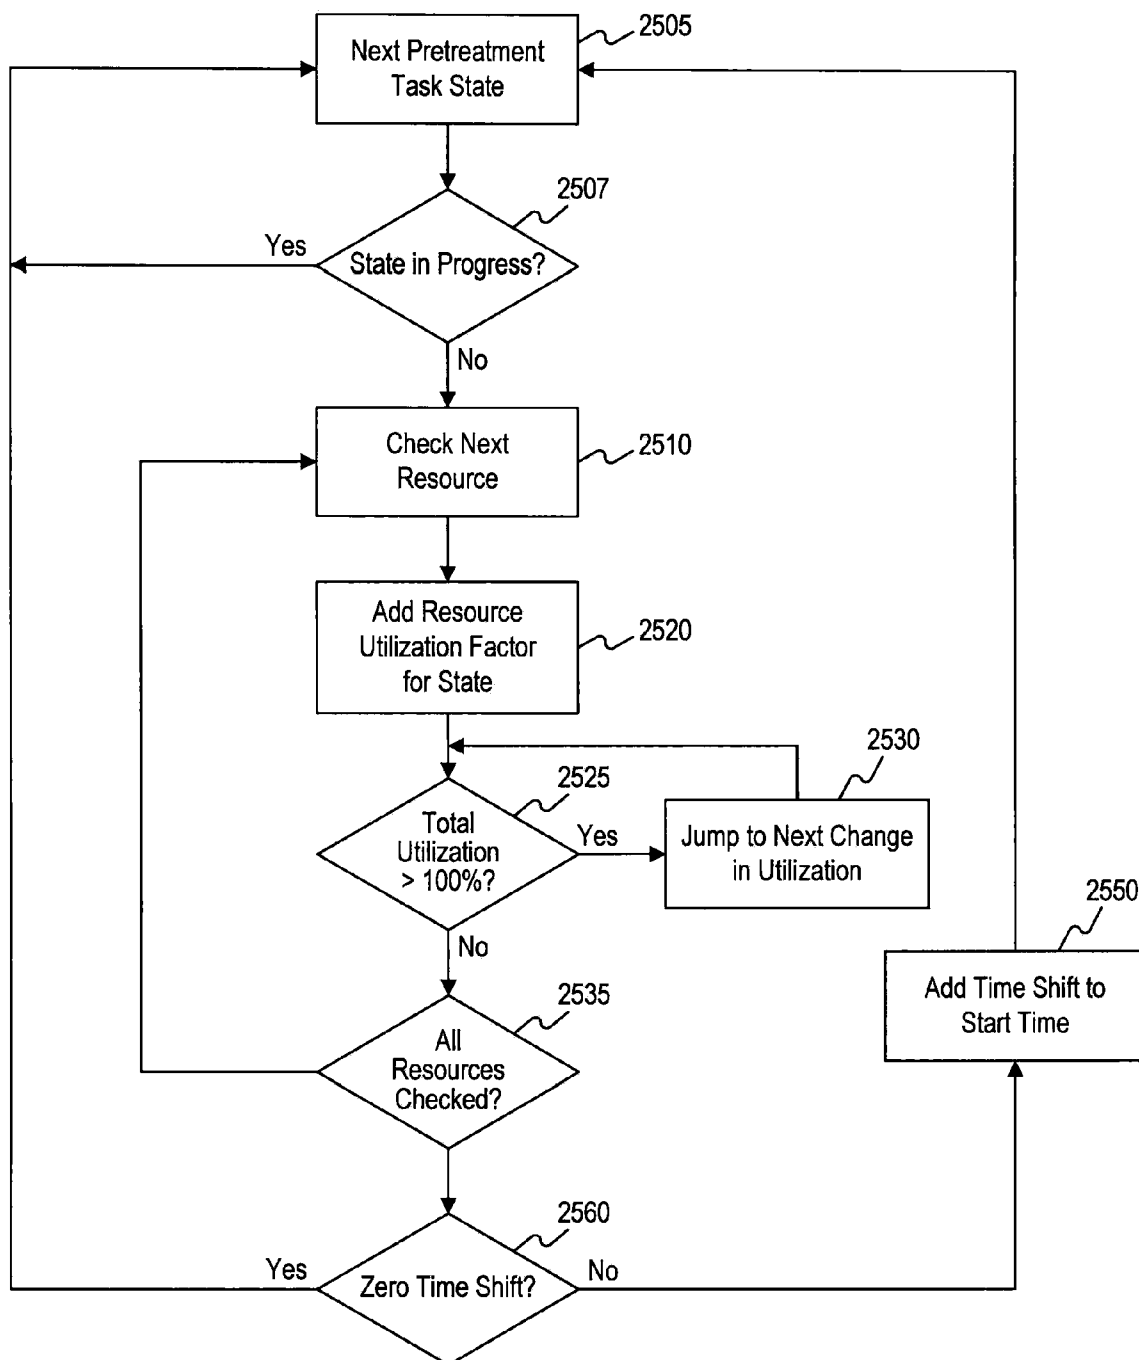 Next Pretreatment
Task State
2505
2507
Yes
State in Progress?
No
Check Next
Resource
2510
Add Resource
Utilization Factor
for State
2520
2530
2525
Total
Utilization
> 100%?
Yes
Jump to Next Change
in Utilization
2550
No
Add Time Shift to
Start Time
2535
All
Resources
Checked?
2560
Yes
Zero Time Shift?
No